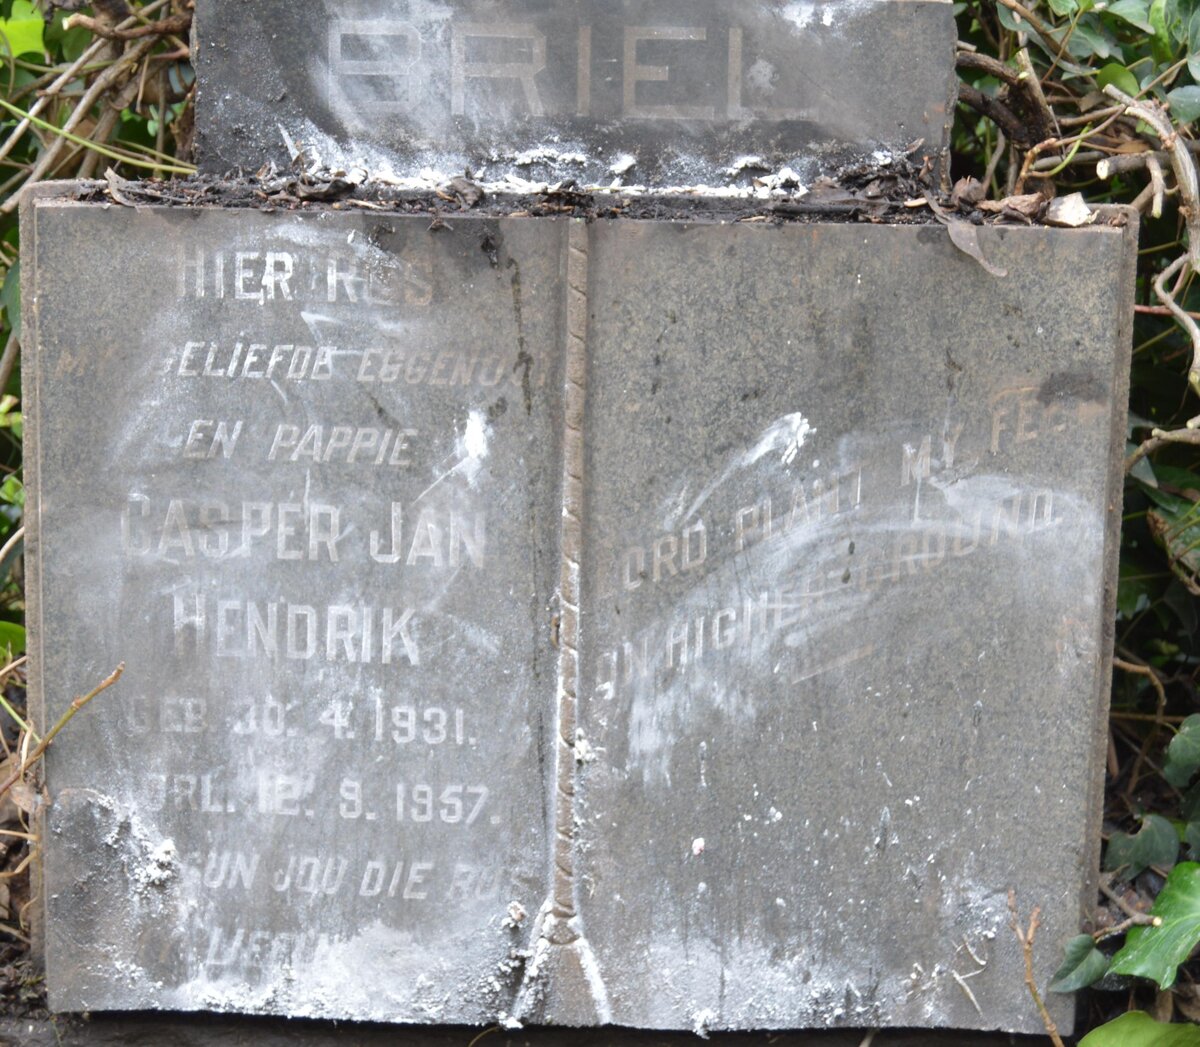 BRIEL
HIER RUS
MY GELIEFDE EGGENOOT
EN PAPPIE
CASPER JAN
HENDRIK
GEB. 30. 4. 1931.
OORL. 12. 9. 1957.
GUN JOU DIE RUS
LORD PLANT MY FEET
ON HIGHER GROUND